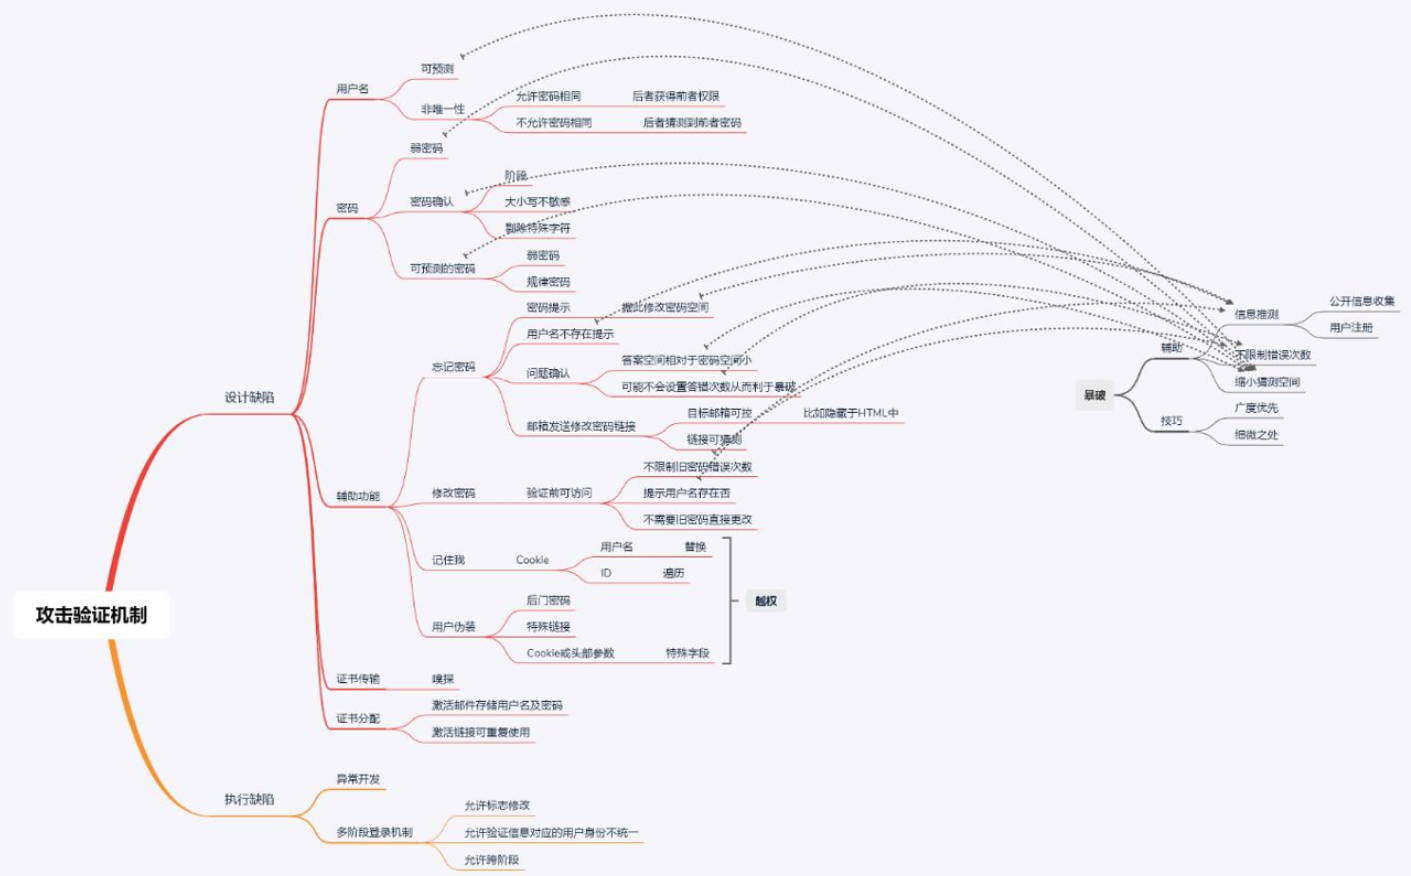 攻击验证机制
设计缺陷
用户名
可预测
非唯一性
允许密码相同
后者获得前者权限
不允许密码相同
后者猜测到前者密码
密码
弱密码
密码确认
阶段
大小写不敏感
剔除特殊字符
可预测的密码
弱密码
规律密码
辅助功能
忘记密码
密码提示
据此修改密码空间
用户名不存在提示
问题确认
答案空间相对于密码空间小
可能不会设置答错次数从而利于暴破
邮箱发送修改密码链接
目标邮箱可控
比如隐藏于HTML中
链接可猜测
修改密码
验证前可访问
不限制旧密码错误次数
提示用户名存在否
不需要旧密码直接更改
记住我
Cookie
用户名
替换
ID
遍历
用户伪装
后门密码
特殊链接
Cookie或头部参数
特殊字段
越权
证书传输
嗅探
证书分配
激活邮件存储用户名及密码
激活链接可重复使用
执行缺陷
异常开发
多阶段登录机制
允许标志修改
允许验证信息对应的用户身份不统一
允许跨阶段
暴破
辅助
信息推测
公开信息收集
用户注册
不限制错误次数
缩小猜测空间
技巧
广度优先
细微之处